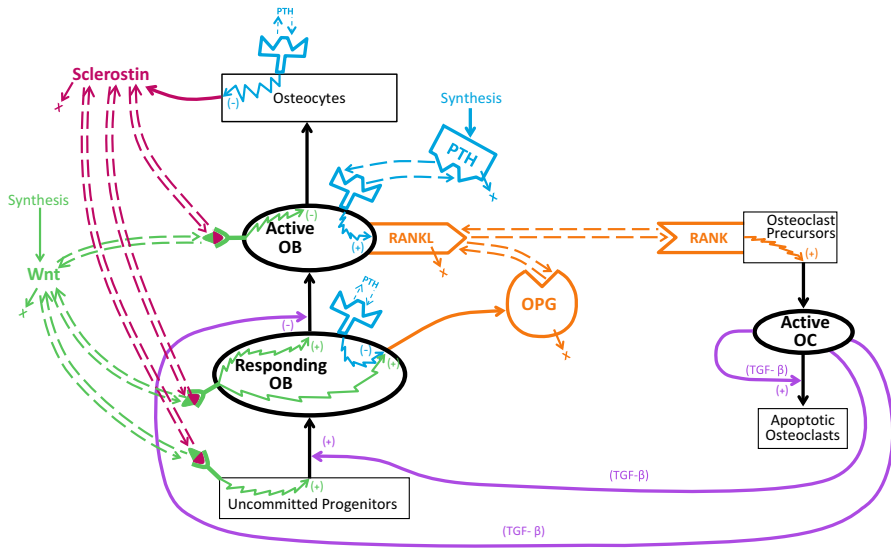 PTH
Sclerostin
x
(-)
Osteocytes
Synthesis
PTH
x
Synthesis
(-)
Active
OB
(+)
RANKL
x
RANK
Osteoclast
Precursors
(+)
Wnt
x
PTH
OPG
x
(-)
Active
OC
(+)
(-)
(+)
Responding
OB
(TGF- β)
(+)
Apoptotic
Osteoclasts
(+)
(TGF-β)
(+)
Uncommitted Progenitors
(TGF- β)